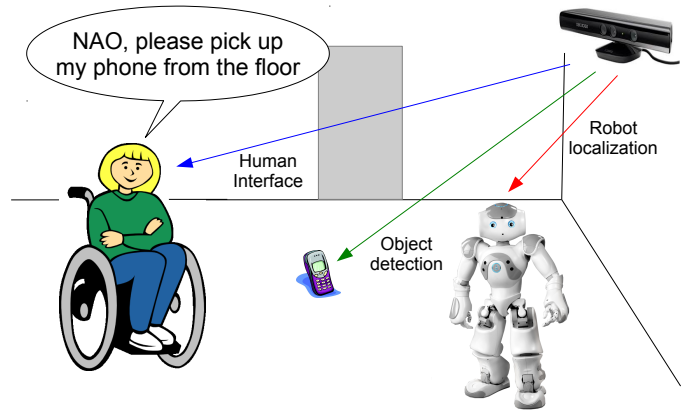 NAO, please pick up
my phone from the floor
Robot
localization
Human
Interface
Object
detection